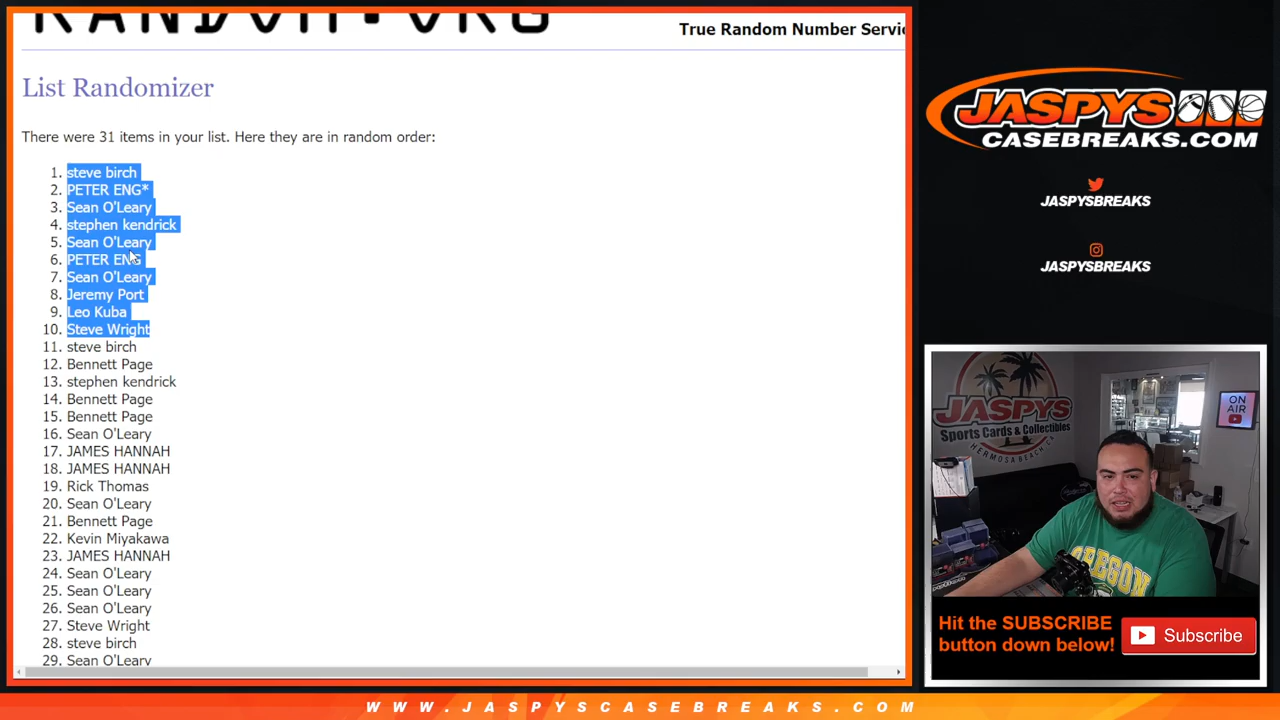 RANDOM.ORG
True Random Number Servic
List Randomizer
There were 31 items in your list. Here they are in random order:
1. steve birch
2. PETER ENG*
3. Sean O'Leary
4. stephen kendrick
5. Sean O'Leary
6. PETER ENG
7. Sean O'Leary
8. Jeremy Port
9. Leo Kuba
10. Steve Wright
11. steve birch
12. Bennett Page
13. stephen kendrick
14. Bennett Page
15. Bennett Page
16. Sean O'Leary
17. JAMES HANNAH
18. JAMES HANNAH
19. Rick Thomas
20. Sean O'Leary
21. Bennett Page
22. Kevin Miyakawa
23. JAMES HANNAH
24. Sean O'Leary
25. Sean O'Leary
26. Sean O'Leary
27. Steve Wright
28. steve birch
29. Sean O'Leary
JASPYS
CASEBREAKS.COM
JASPYSBREAKS
JASPYSBREAKS
JASPYS
Sports Cards & Collectibles
HERMOSA BEACH, CA
ON
AIR
OREGON
Hit the SUBSCRIBE
button down below!
Subscribe
WWW.JASPYSCASEBREAKS.COM